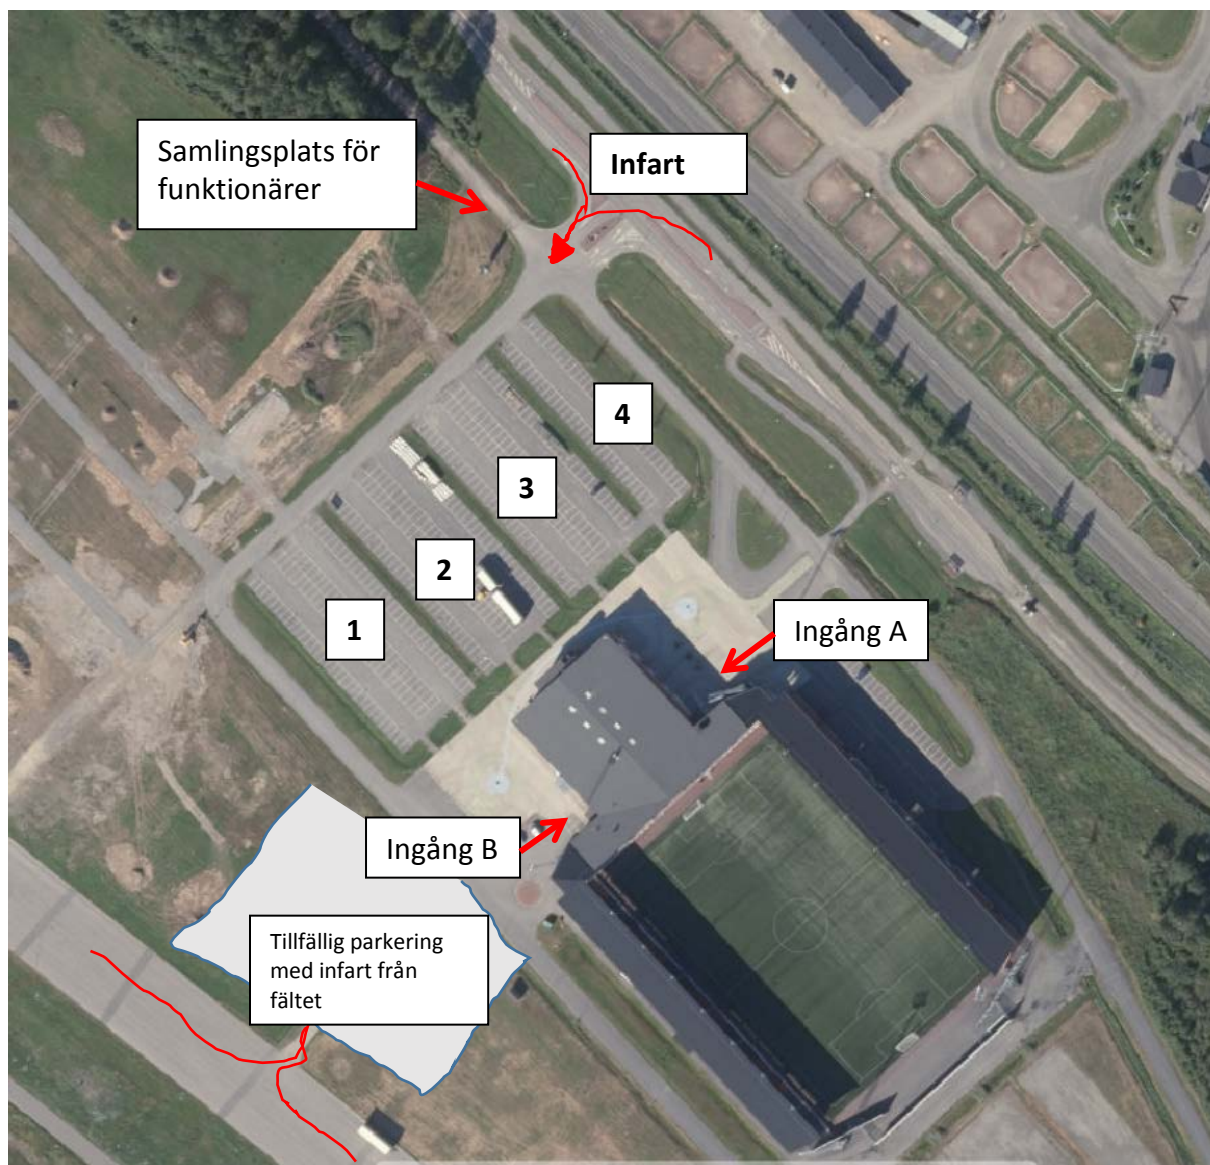 Samlingsplats för
funktionärer
Infart
4
3
2
1
Ingång A
Ingång B
Tillfällig parkering
med infart från
fältet